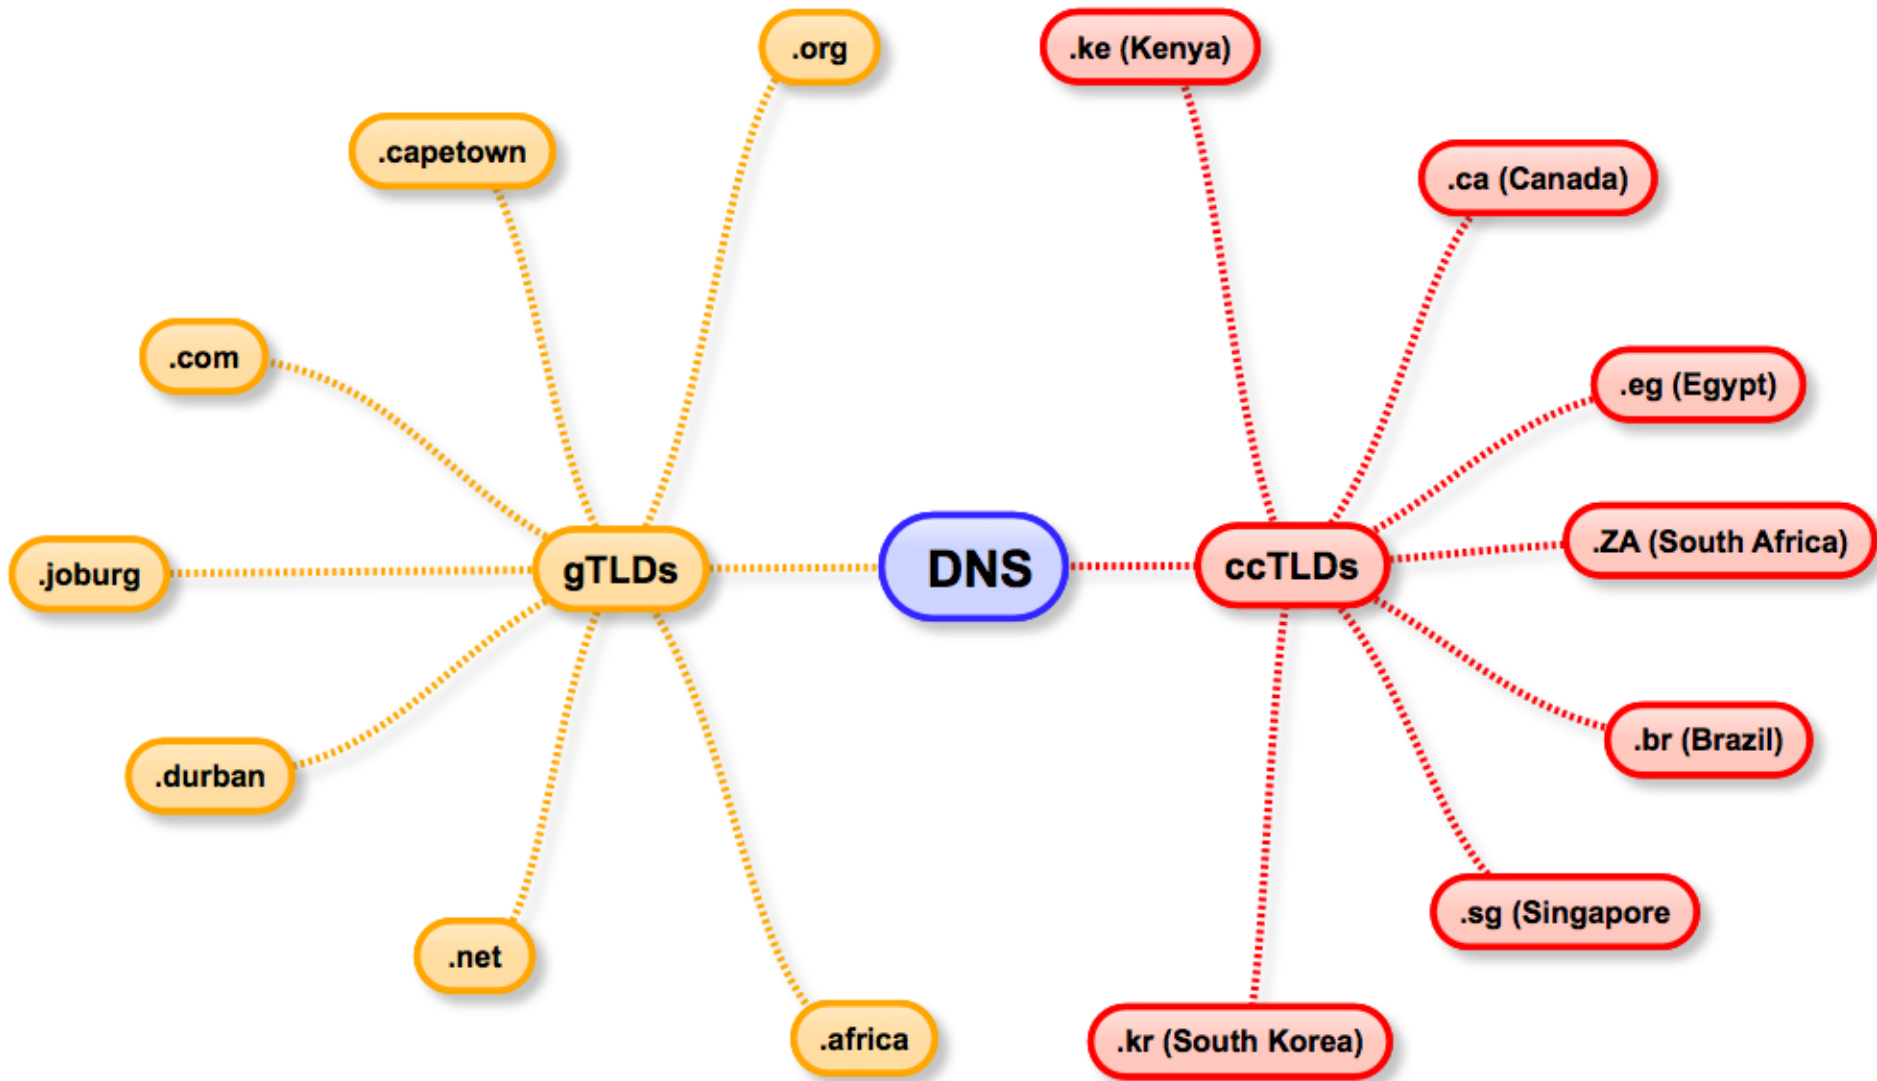 .org
.ke (Kenya)
.capetown
.ca (Canada)
.com
.eg (Egypt)
.joburg
gTLDs
DNS
ccTLDs
.ZA (South Africa)
.durban
.br (Brazil)
.net
.sg (Singapore
.africa
.kr (South Korea)